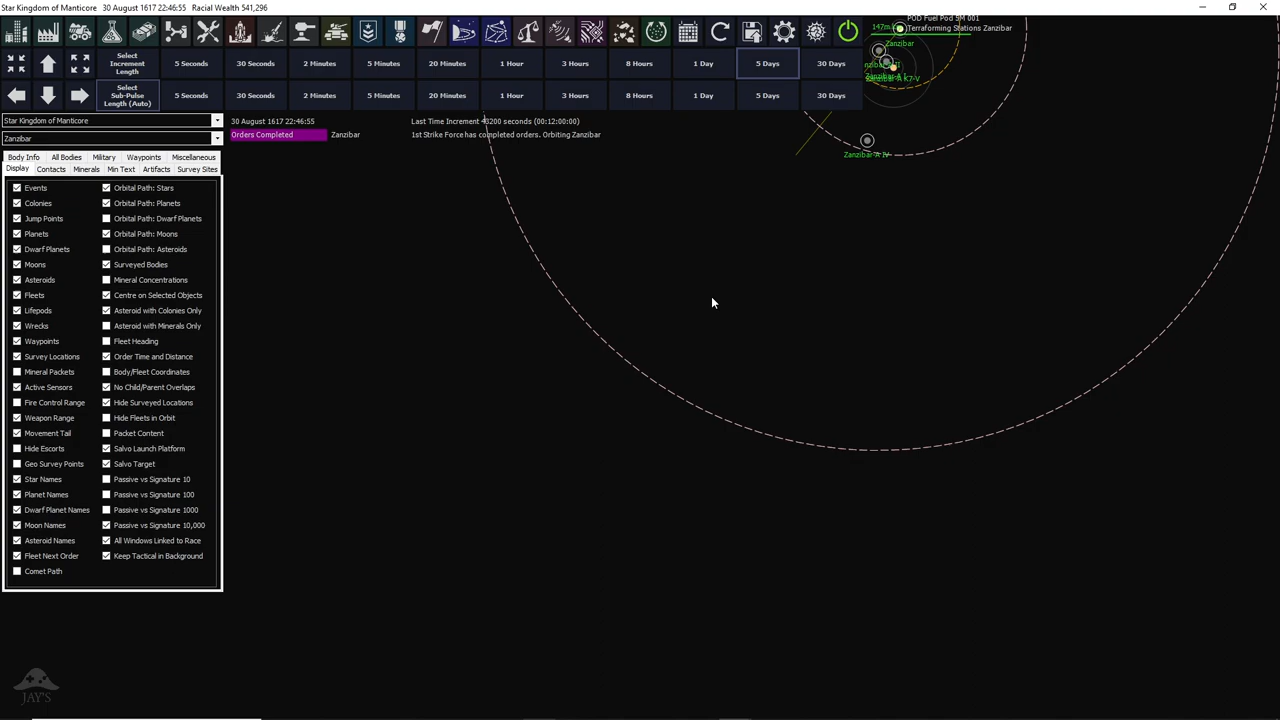 Star Kingdom of Manticore   30 August 1617 22:46:55   Racial Wealth 541,296
POD Fuel Pod 5M 001
147m
Terraforming Stations Zanzibar
Zanzibar
Zanzibar-A K7-V
Zanzibar-A IV
Select Increment Length
5 Seconds 30 Seconds 2 Minutes 5 Minutes 20 Minutes 1 Hour 3 Hours 8 Hours 1 Day 5 Days 30 Days
Select Sub-Pulse Length (Auto)
5 Seconds 30 Seconds 2 Minutes 5 Minutes 20 Minutes 1 Hour 3 Hours 8 Hours 1 Day 5 Days 30 Days
Star Kingdom of Manticore
30 August 1617 22:46:55 Last Time Increment 43200 seconds (00:12:00:00)
Zanzibar
Orders Completed Zanzibar 1st Strike Force has completed orders. Orbiting Zanzibar
Body Info All Bodies Military Waypoints Miscellaneous
Display Contacts Minerals Min Text Artifacts Survey Sites
Events Orbital Path: Stars
Colonies Orbital Path: Planets
Jump Points Orbital Path: Dwarf Planets
Planets Orbital Path: Moons
Dwarf Planets Orbital Path: Asteroids
Moons Surveyed Bodies
Asteroids Mineral Concentrations
Fleets Centre on Selected Objects
Lifepods Asteroid with Colonies Only
Wrecks Asteroid with Minerals Only
Waypoints Fleet Heading
Survey Locations Order Time and Distance
Mineral Packets Body/Fleet Coordinates
Active Sensors No Child/Parent Overlaps
Fire Control Range Hide Surveyed Locations
Weapon Range Hide Fleets in Orbit
Movement Tail Packet Content
Hide Escorts Salvo Launch Platform
Geo Survey Points Salvo Target
Star Names Passive vs Signature 10
Planet Names Passive vs Signature 100
Dwarf Planet Names Passive vs Signature 1000
Moon Names Passive vs Signature 10,000
Asteroid Names All Windows Linked to Race
Fleet Next Order Keep Tactical in Background
Comet Path
JAY'S